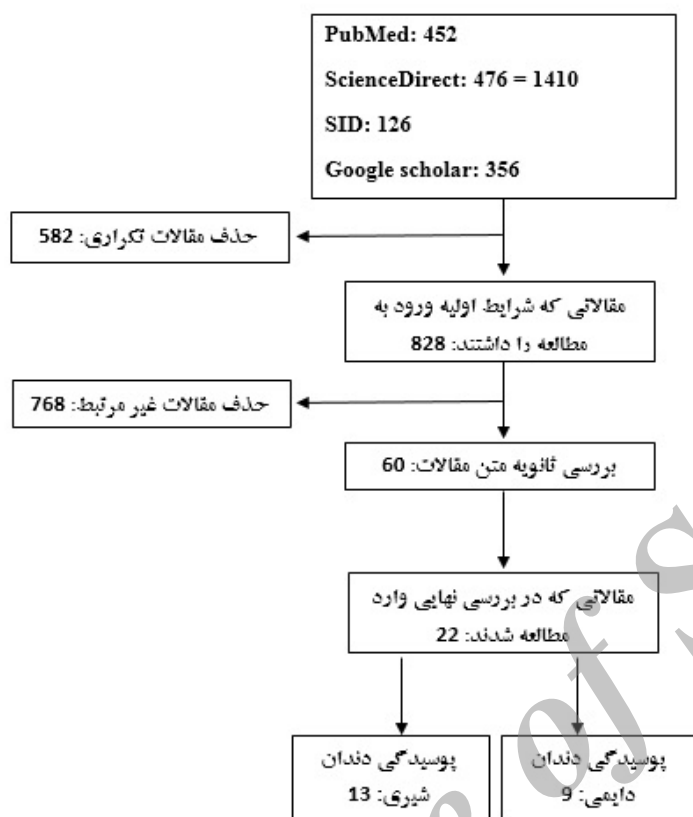 PubMed: 452
ScienceDirect: 476 = 1410
SID: 126
Google scholar: 356
حذف مقالات تکراری: 582
مقالاتی که شرایط اولیه ورود به
مطالعه را داشتند: 828
حذف مقالات غیر مرتبط: 768
بررسی ثانویه متن مقالات: 60
مقالاتی که در بررسی نهایی وارد
مطالعه شدند: 22
پوسیدگی دندان
دایمی: 9
پوسیدگی دندان
شیری: 13
of S